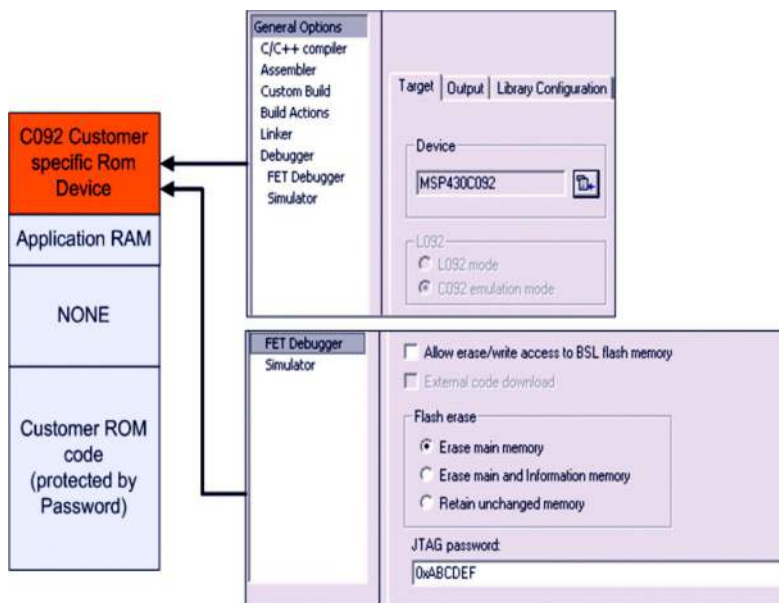 C092 Customer
specific Rom
Device
Application RAM
NONE
Customer ROM
code
(protected by
Password)
General Options
C/C++ compiler
Assembler
Custom Build
Build Actions
Linker
Debugger
FET Debugger
Simulator
Target
Output
Library Configuration
Device
MSP430C092
L092
L092 mode
C092 emulation mode
FET Debugger
Simulator
Allow erase/write access to BSL flash memory
External code download
Flash erase
Erase main memory
Erase main and Information memory
Retain unchanged memory
JTAG password:
0xABCDEF